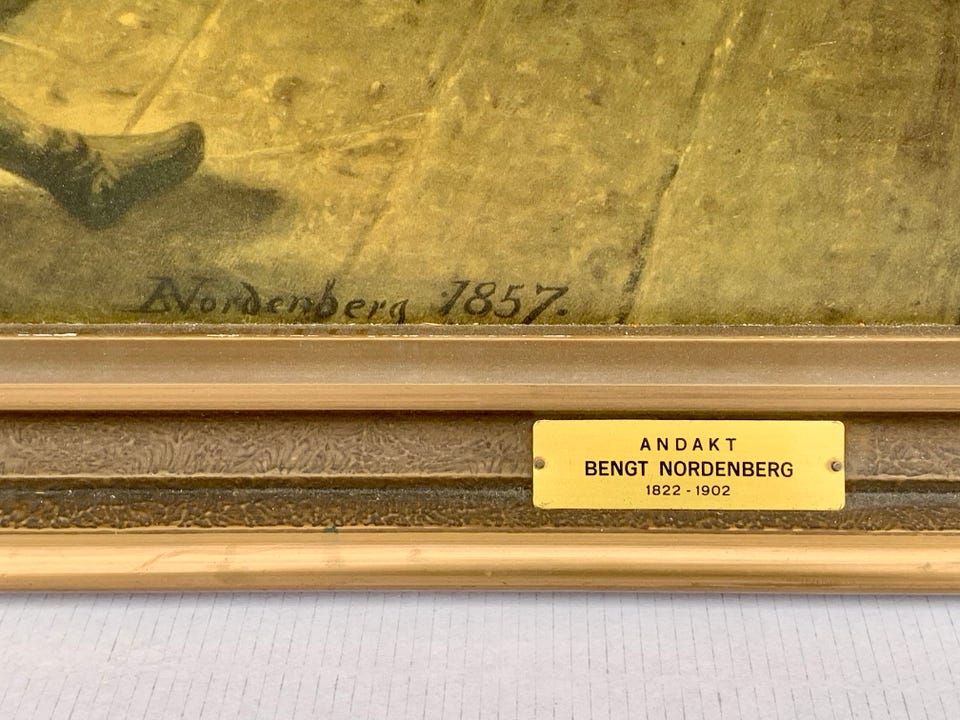 BNordenberg 1857.
ANDAKT
BENGT NORDENBERG
1822 - 1902